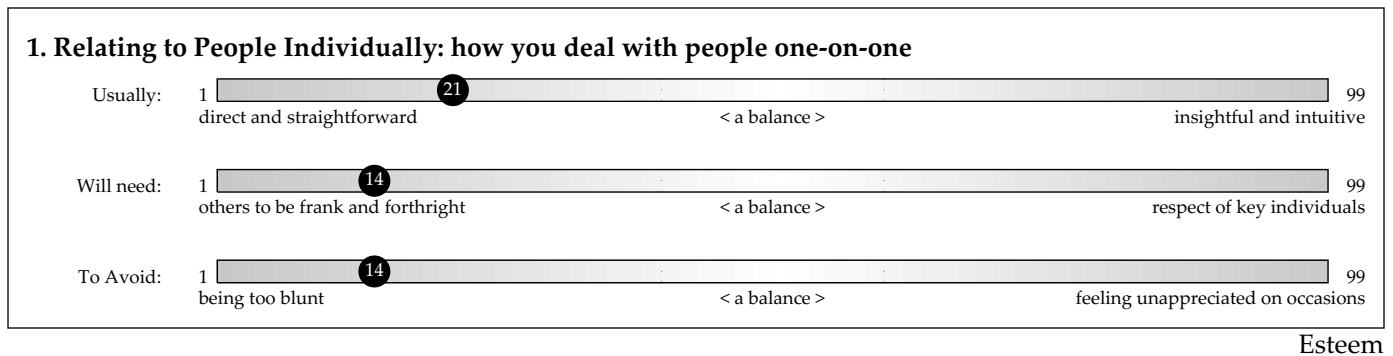 1. Relating to People Individually: how you deal with people one-on-one
Usually: 1 21 99
direct and straightforward < a balance > insightful and intuitive
Will need: 1 14 99
others to be frank and forthright < a balance > respect of key individuals
To Avoid: 1 14 99
being too blunt < a balance > feeling unappreciated on occasions
Esteem